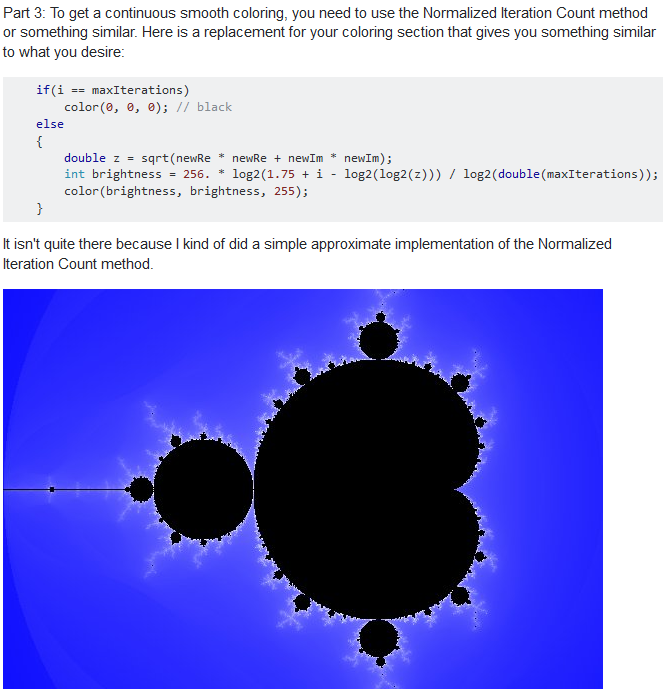 Part 3: To get a continuous smooth coloring, you need to use the Normalized Iteration Count method
or something similar. Here is a replacement for your coloring section that gives you something similar
to what you desire:
if(i == maxIterations)
color(0, 0, 0); // black
else
{
double z = sqrt(newRe * newRe + newIm * newIm);
int brightness = 256. * log2(1.75 + i - log2(log2(z))) / log2(double(maxIterations));
color(brightness, brightness, 255);
}
It isn't quite there because I kind of did a simple approximate implementation of the Normalized
Iteration Count method.